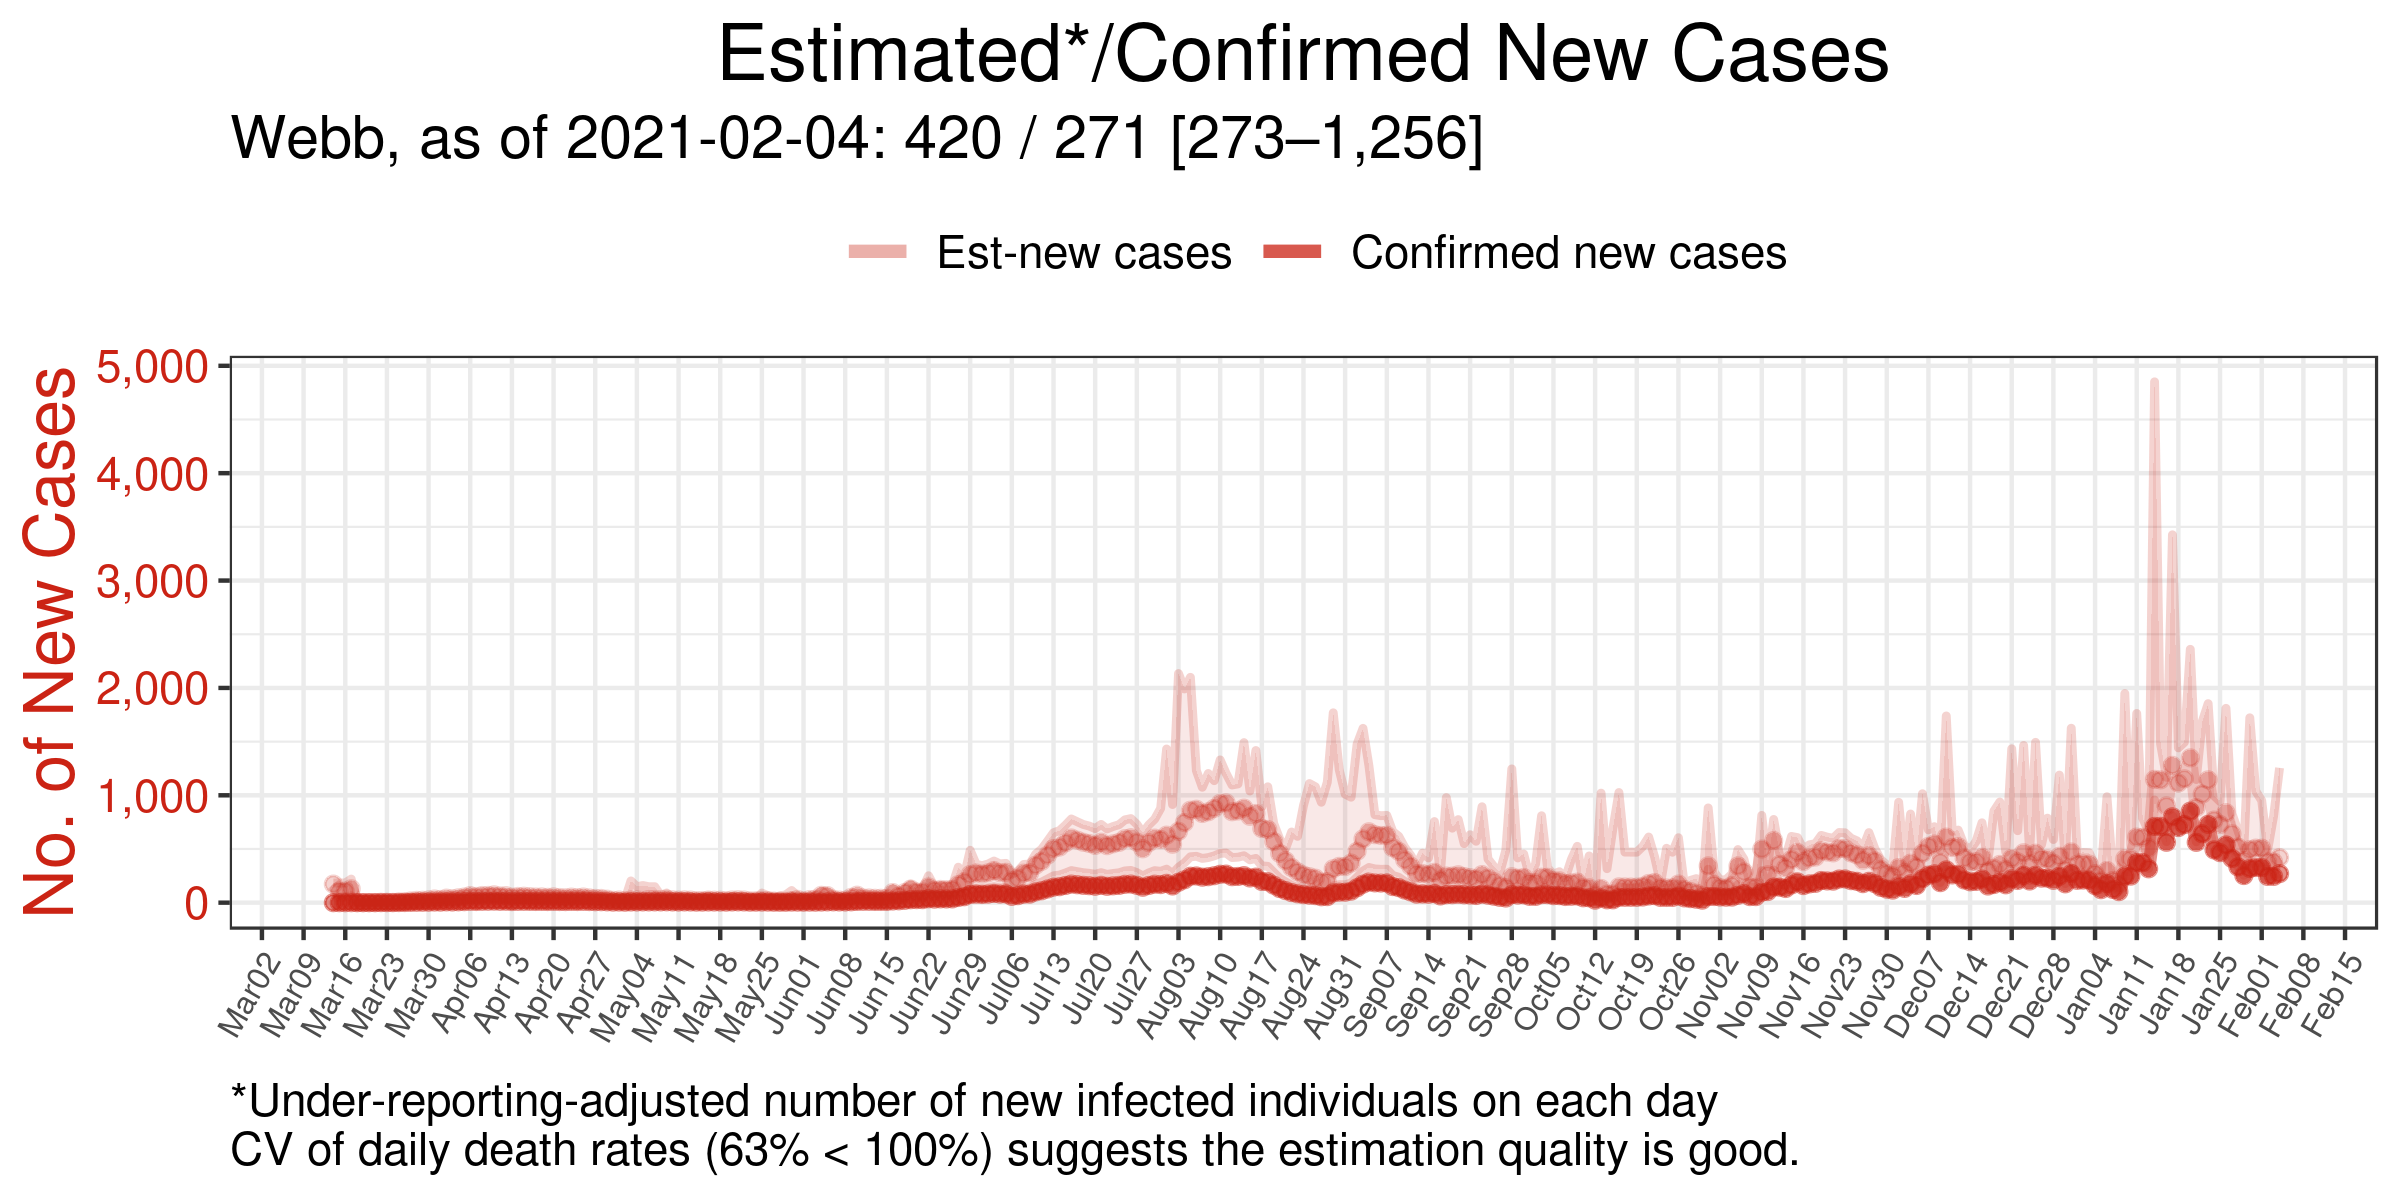 Estimated*/Confirmed New Cases
Webb, as of 2021-02-04: 420 / 271 [273–1,256]
Est-new cases Confirmed new cases
No. of New Cases
5,000
4,000
3,000
2,000
1,000
0
Mar02 Mar09 Mar16 Mar23 Mar30 Apr06 Apr13 Apr20 Apr27 May04 May11 May18 May25 Jun01 Jun08 Jun15 Jun22 Jun29 Jul06 Jul13 Jul20 Jul27 Aug03 Aug10 Aug17 Aug24 Aug31 Sep07 Sep14 Sep21 Sep28 Oct05 Oct12 Oct19 Oct26 Nov02 Nov09 Nov16 Nov23 Nov30 Dec07 Dec14 Dec21 Dec28 Jan04 Jan11 Jan18 Jan25 Feb01 Feb08 Feb15
*Under-reporting-adjusted number of new infected individuals on each day
CV of daily death rates (63% < 100%) suggests the estimation quality is good.